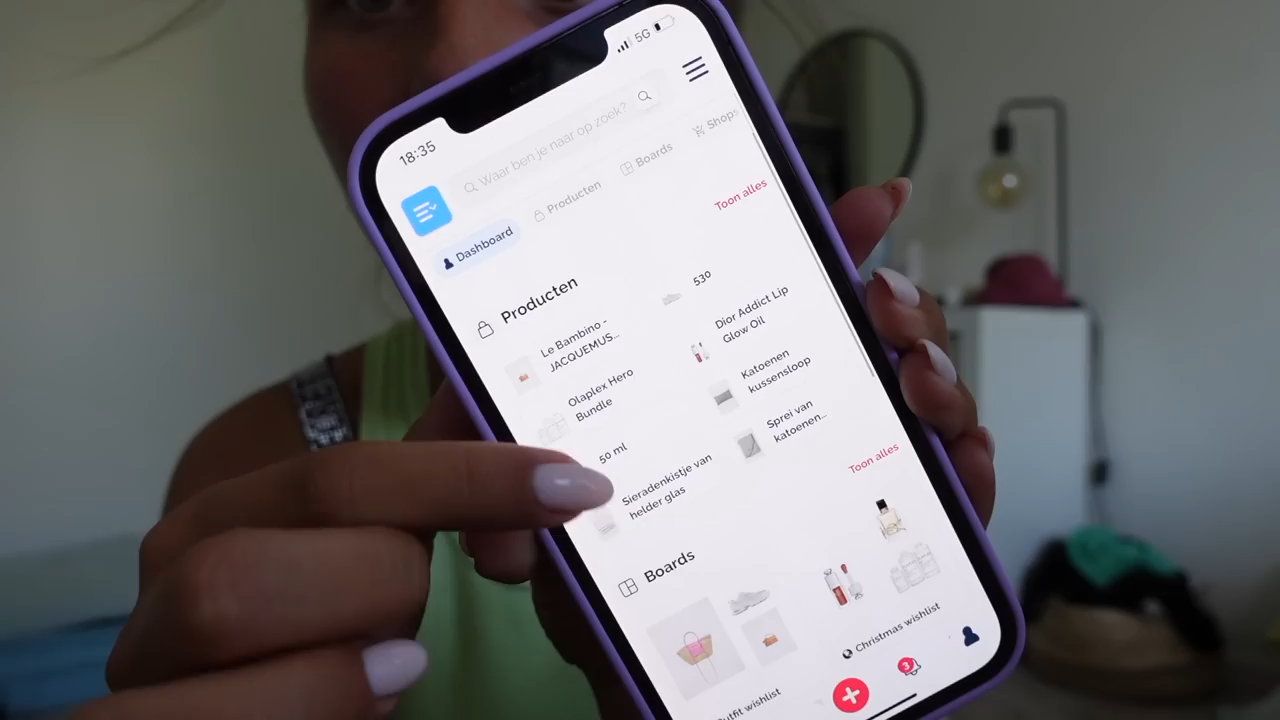 18:35
5G
Waar ben je naar op zoek?
Dashboard
Producten
Boards
Shops
Toon alles
Producten
Le Bambino -
JACQUEMUS...
530
Olaplex Hero
Bundle
Dior Addict Lip
Glow Oil
50 ml
Katoenen
kussensloop
Sieradenkistje van
helder glas
Sprei van
katoenen...
Toon alles
Boards
Outfit wishlist
Christmas wishlist
3